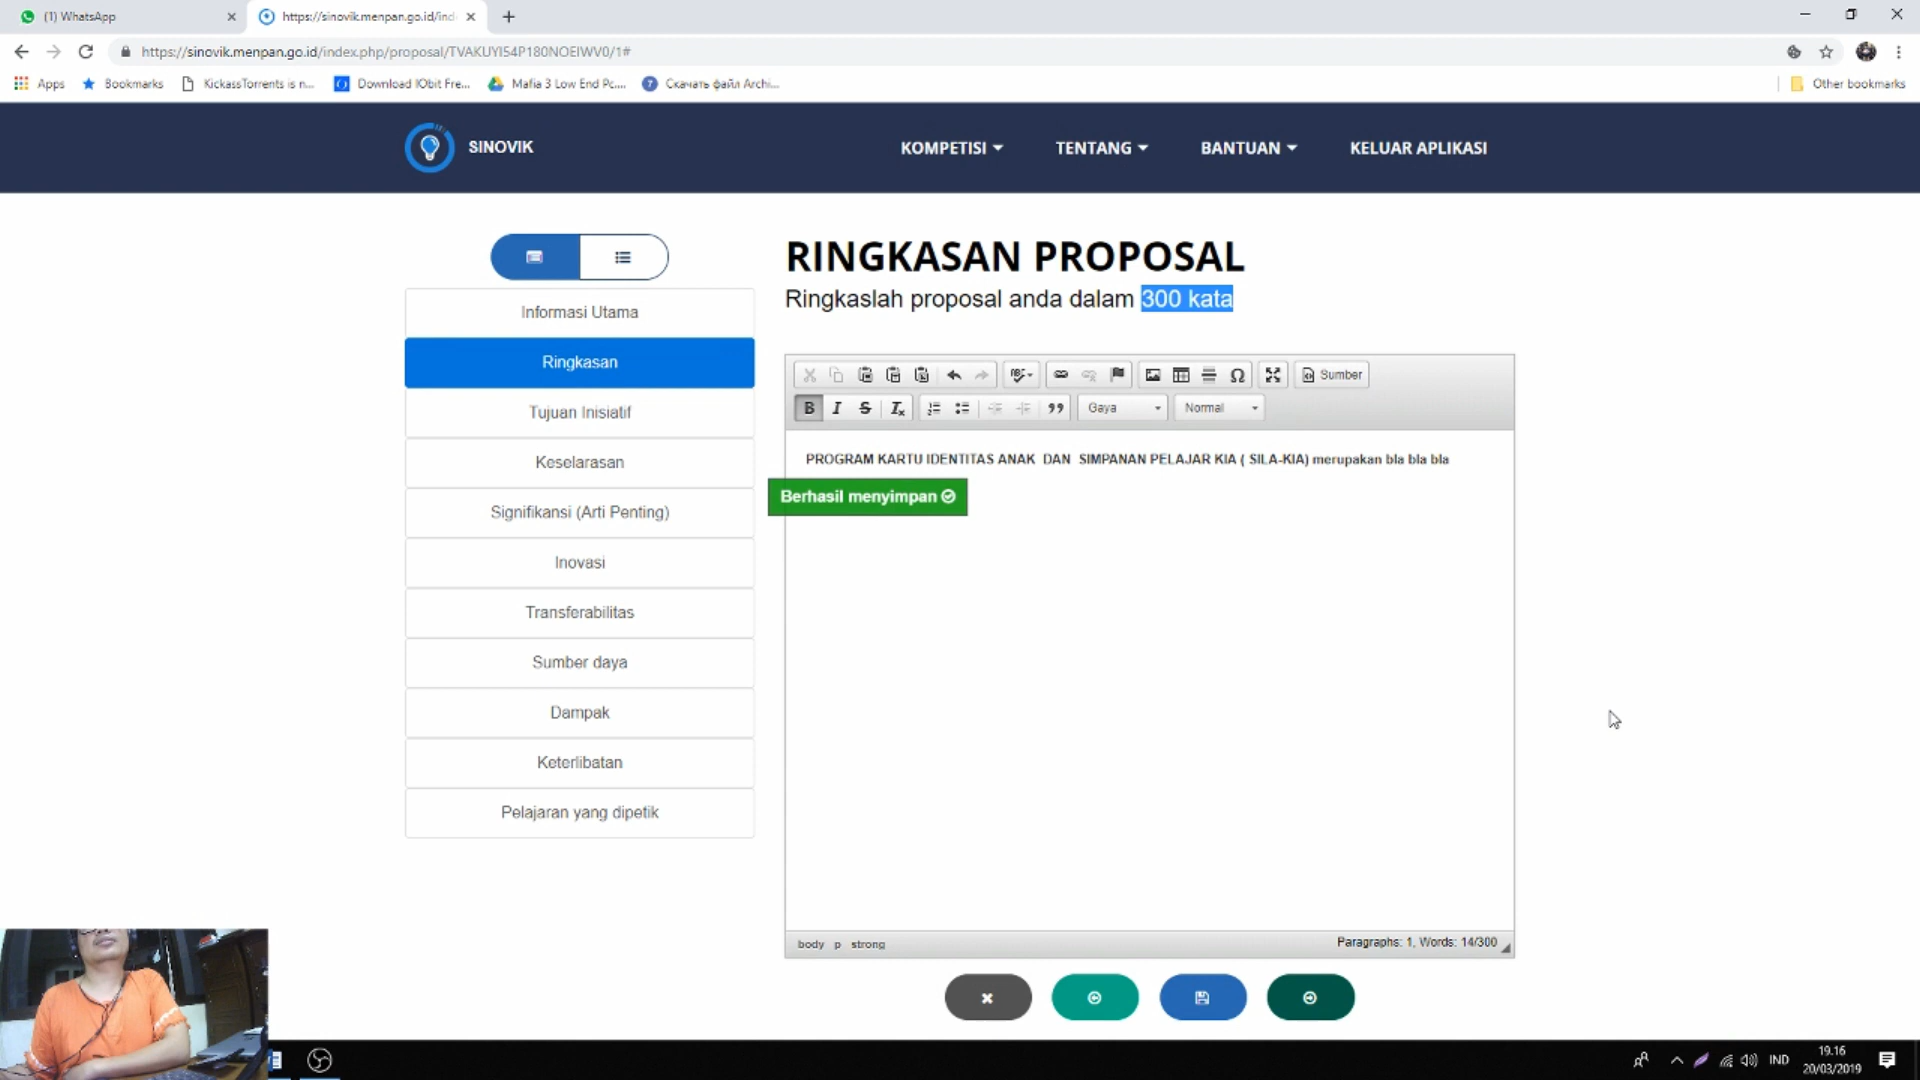 (1) WhatsApp
https://sinovik.menpan.go.id/ind
https://sinovik.menpan.go.id/index.php/proposal/TVAKUYI54P180NOEIWV0/1#
Apps
Bookmarks
KickassTorrents is n...
Download IObit Fre...
Mafia 3 Low End Pc....
Скачать файл Archi...
Other bookmarks
SINOVIK
KOMPETISI
TENTANG
BANTUAN
KELUAR APLIKASI
Informasi Utama
Ringkasan
Tujuan Inisiatif
Keselarasan
Signifikansi (Arti Penting)
Inovasi
Transferabilitas
Sumber daya
Dampak
Keterlibatan
Pelajaran yang dipetik
RINGKASAN PROPOSAL
Ringkaslah proposal anda dalam 300 kata
Sumber
B I S Ix
Gaya
Normal
PROGRAM KARTU IDENTITAS ANAK DAN SIMPANAN PELAJAR KIA ( SILA-KIA) merupakan bla bla bla
Berhasil menyimpan
body p strong
Paragraphs: 1, Words: 14/300
IND
19.16
20/03/2019